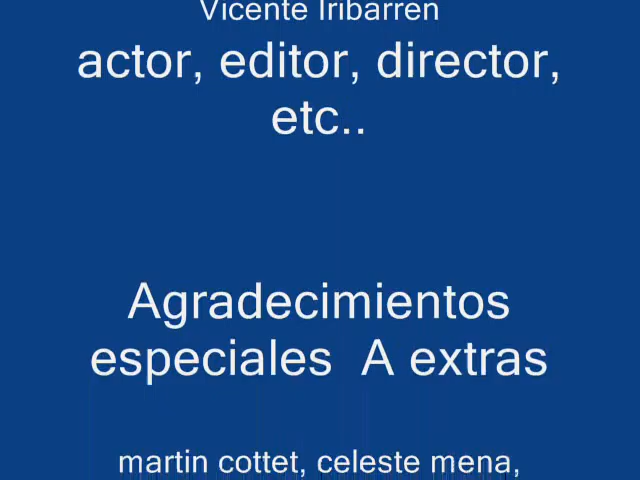 Vicente Iribarren
actor, editor, director,
etc..
Agradecimientos
especiales  A extras
martin cottet, celeste mena,